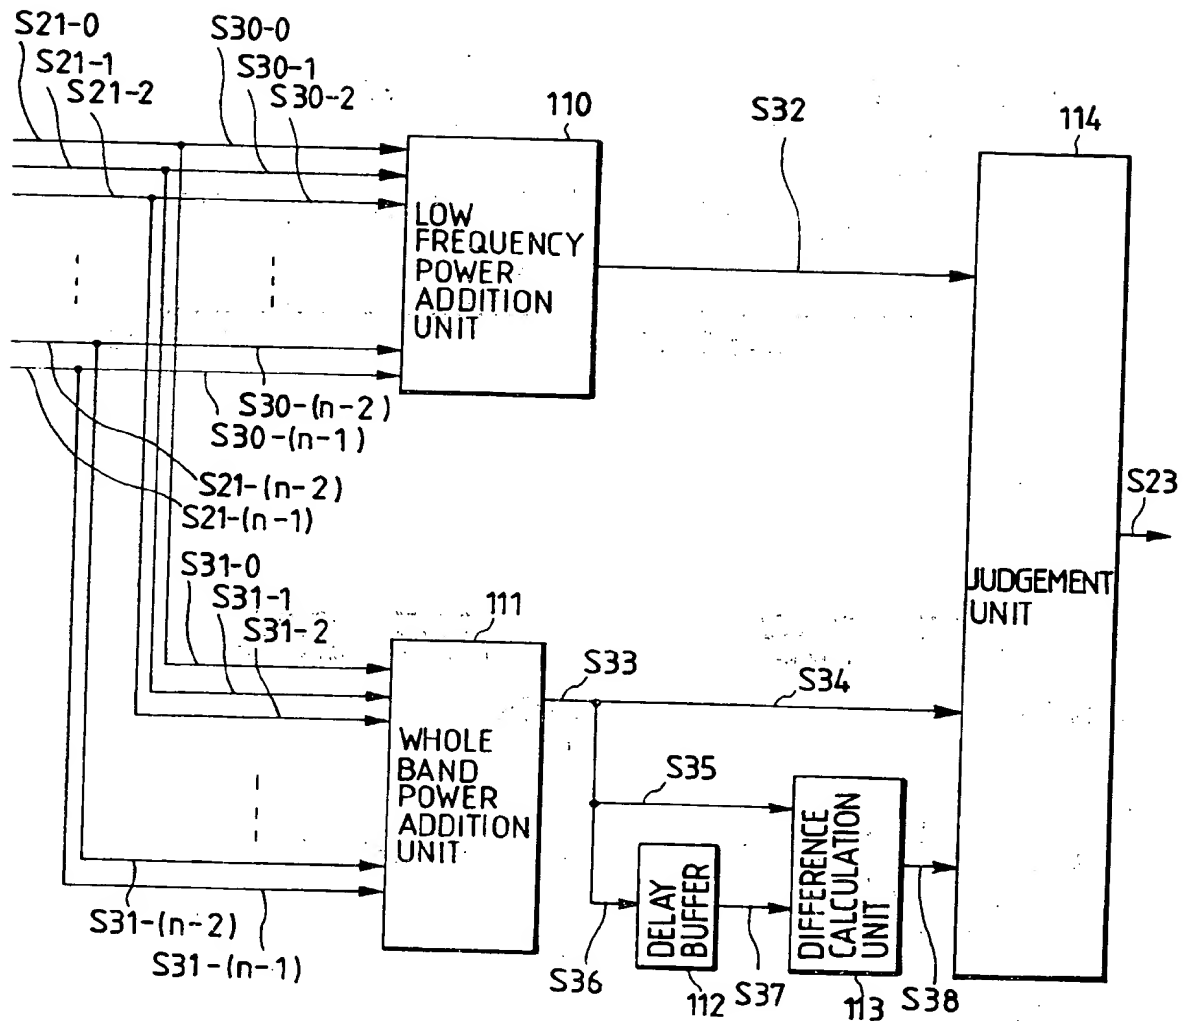 S21-0
S21-1
S21-2
S30-0
S30-1
S30-2
110
S32
114
LOW
FREQUENCY
POWER
ADDITION
UNIT
S30-(n-2)
S30-(n-1)
S21-(n-2)
S21-(n-1)
S23
JUDGEMENT
UNIT
S31-0
S31-1
S31-2
111
S33
S34
WHOLE
BAND
POWER
ADDITION
UNIT
S35
DELAY
BUFFER
DIFFERENCE
CALCULATION
UNIT
S31-(n-2)
S31-(n-1)
S36
112
S37
113
S38